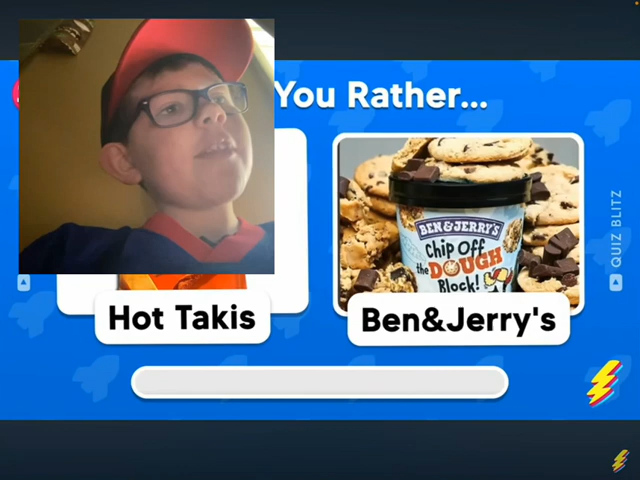 You Rather...
BEN&JERRY'S
Chip Off
the DOUGH
Block!
Hot Takis
Ben&Jerry's
QUIZ BLITZ